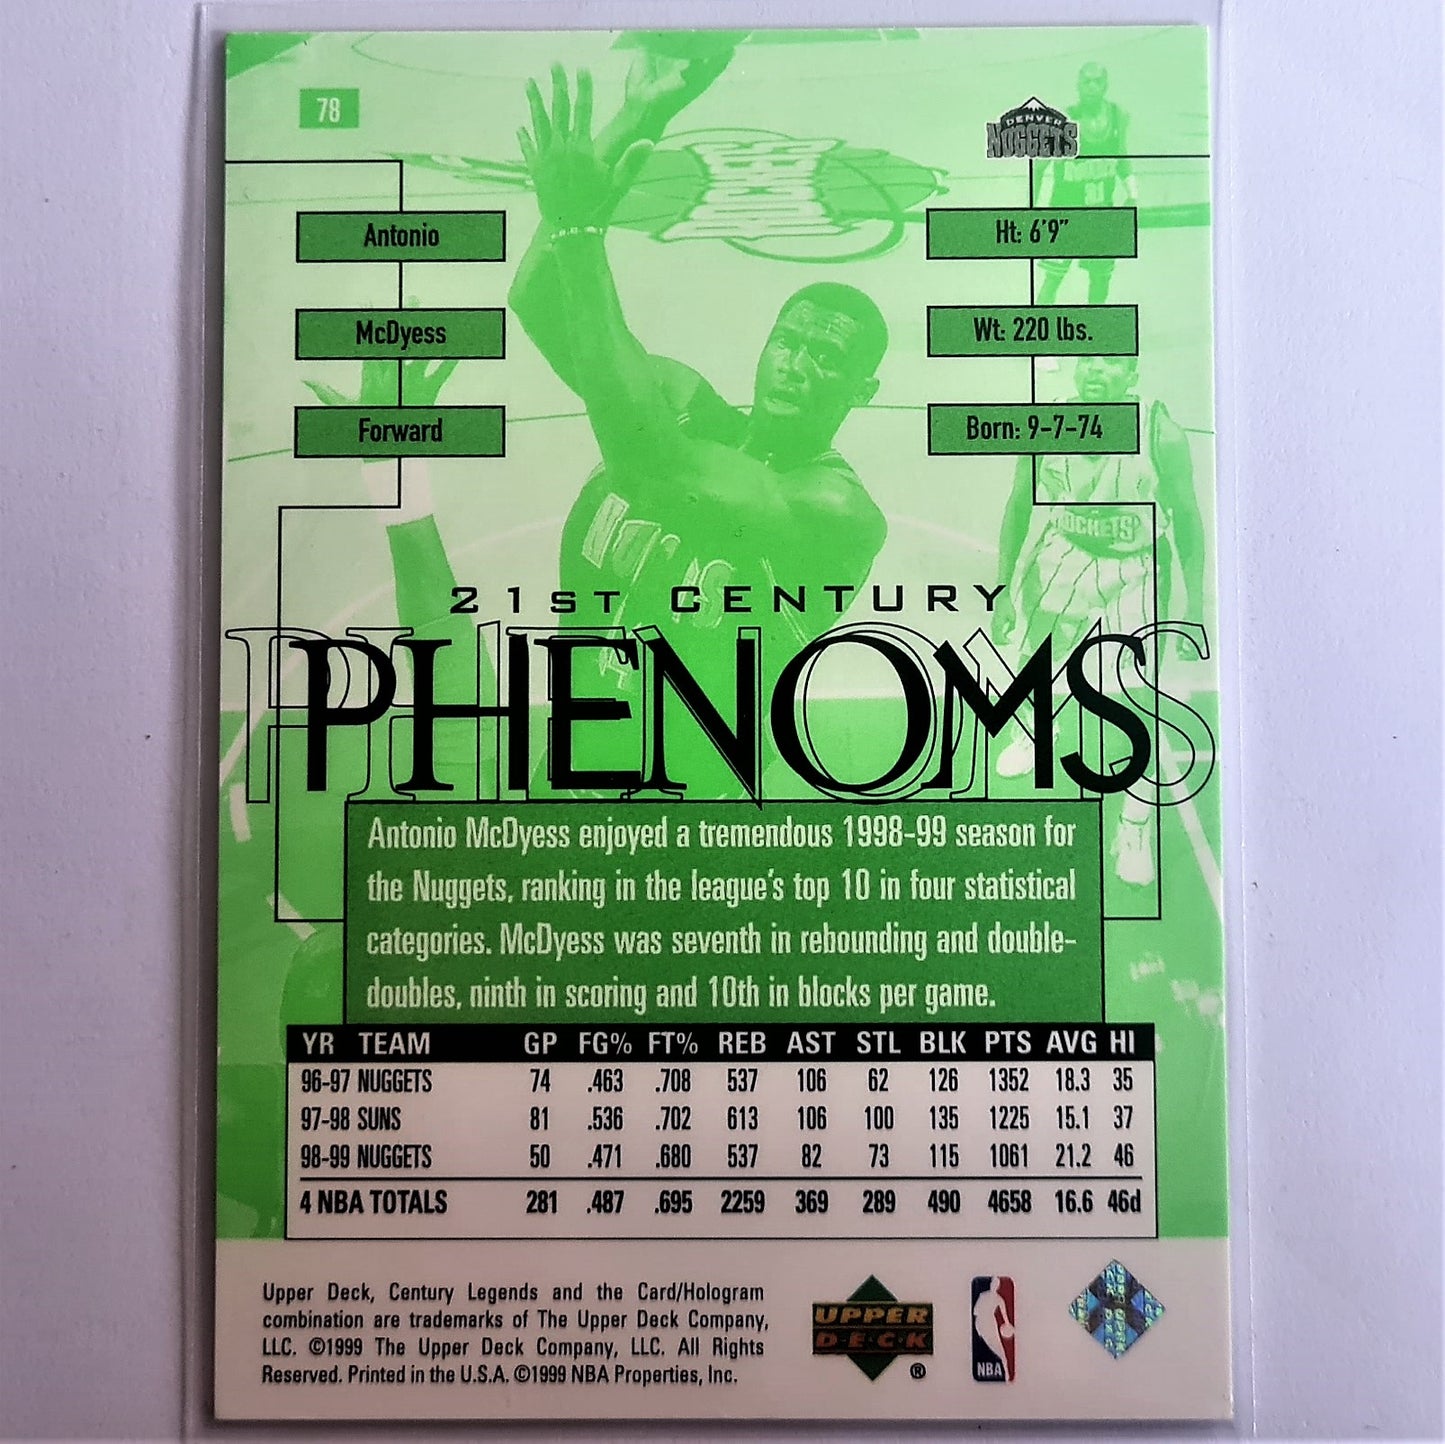 78
DENVER
NUGGETS
Antonio
McDyess
Forward
Ht: 6'9"
Wt: 220 lbs.
Born: 9-7-74
ROCKETS
21ST CENTURY
PHENOMS
Antonio McDyess enjoyed a tremendous 1998-99 season for
the Nuggets, ranking in the league's top 10 in four statistical
categories. McDyess was seventh in rebounding and double-
doubles, ninth in scoring and 10th in blocks per game.
YR TEAM GP FG% FT% REB AST STL BLK PTS AVG HI
96-97 NUGGETS 74 .463 .708 537 106 62 126 1352 18.3 35
97-98 SUNS 81 .536 .702 613 106 100 135 1225 15.1 37
98-99 NUGGETS 50 .471 .680 537 82 73 115 1061 21.2 46
4 NBA TOTALS 281 .487 .695 2259 369 289 490 4658 16.6 46d
Upper Deck, Century Legends and the Card/Hologram
combination are trademarks of The Upper Deck Company,
LLC. ©1999 The Upper Deck Company, LLC. All Rights
Reserved. Printed in the U.S.A. ©1999 NBA Properties, Inc.
UPPER
D·E·C·K
®
NBA